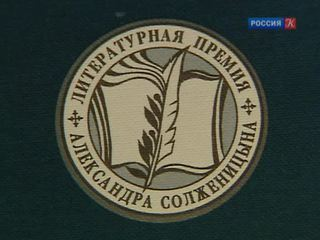 РОССИЯ К
ЛИТЕРАТУРНАЯ ПРЕМИЯ
АЛЕКСАНДРА СОЛЖЕНИЦЫНА